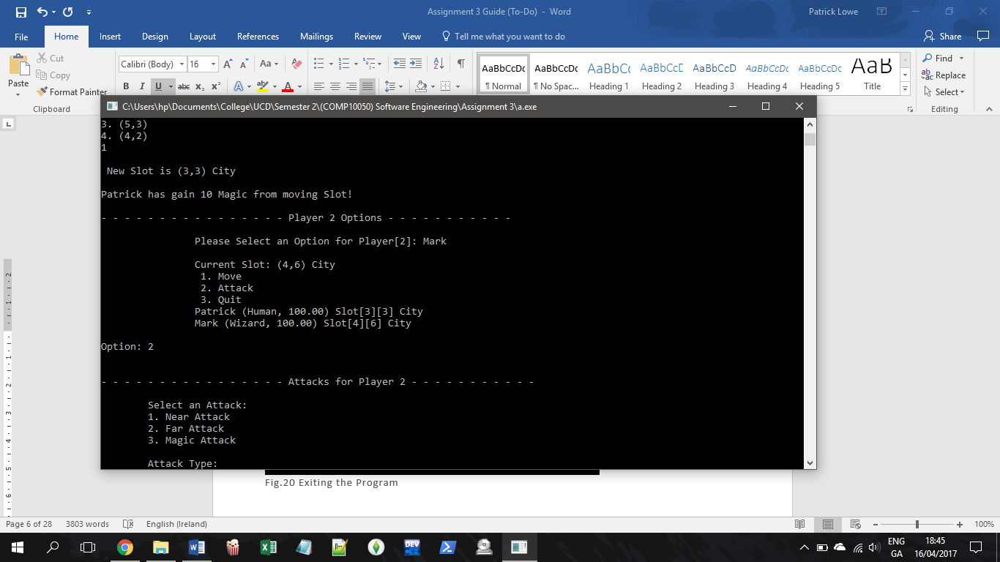 Assignment 3 Guide (To-Do) - Word
Patrick Lowe
File Home Insert Design Layout References Mailings Review View Tell me what you want to do Share
Paste
Cut
Copy
Format Painter
Clipboard
Calibri (Body) 16
AaBbCcDc AaBbCcDc AaBbCc AaBbCcD AaBbCcD AaBbCcDc AaBbCcDc AaB
¶ Normal ¶ No Spac... Heading 1 Heading 2 Heading 3 Heading 4 Heading 5 Title
Find
Replace
Select
Editing
C:\Users\hp\Documents\College\UCD\Semester 2\(COMP10050) Software Engineering\Assignment 3\a.exe
3. (5,3)
4. (4,2)
1
New Slot is (3,3) City
Patrick has gain 10 Magic from moving Slot!
- - - - - - - - - - - - - - - - Player 2 Options - - - - - - - - - - -
Please Select an Option for Player[2]: Mark
Current Slot: (4,6) City
1. Move
2. Attack
3. Quit
Patrick (Human, 100.00) Slot[3][3] City
Mark (Wizard, 100.00) Slot[4][6] City
Option: 2
- - - - - - - - - - - - - - - - Attacks for Player 2 - - - - - - - - - - -
Select an Attack:
1. Near Attack
2. Far Attack
3. Magic Attack
Attack Type:
Fig.20 Exiting the Program
Page 6 of 28 3803 words English (Ireland) 100%
ENG 18:45
GA 16/04/2017